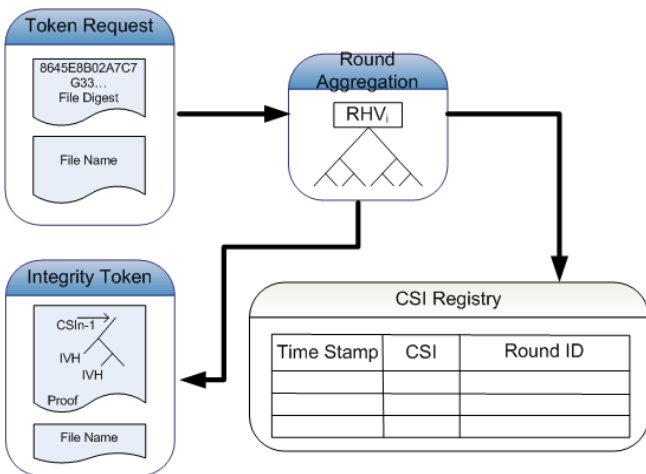 Token Request
8645E8B02A7C7
G33...
File Digest
File Name
Round
Aggregation
RHVi
Integrity Token
CSIn-1
IVH
IVH
Proof
File Name
CSI Registry
Time Stamp CSI Round ID